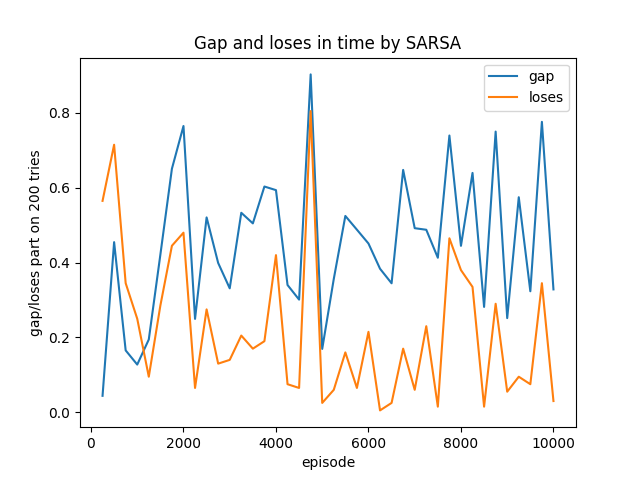 Gap and loses in time by SARSA
gap
loses
gap/loses part on 200 tries
0.8
0.6
0.4
0.2
0.0
0 2000 4000 6000 8000 10000
episode